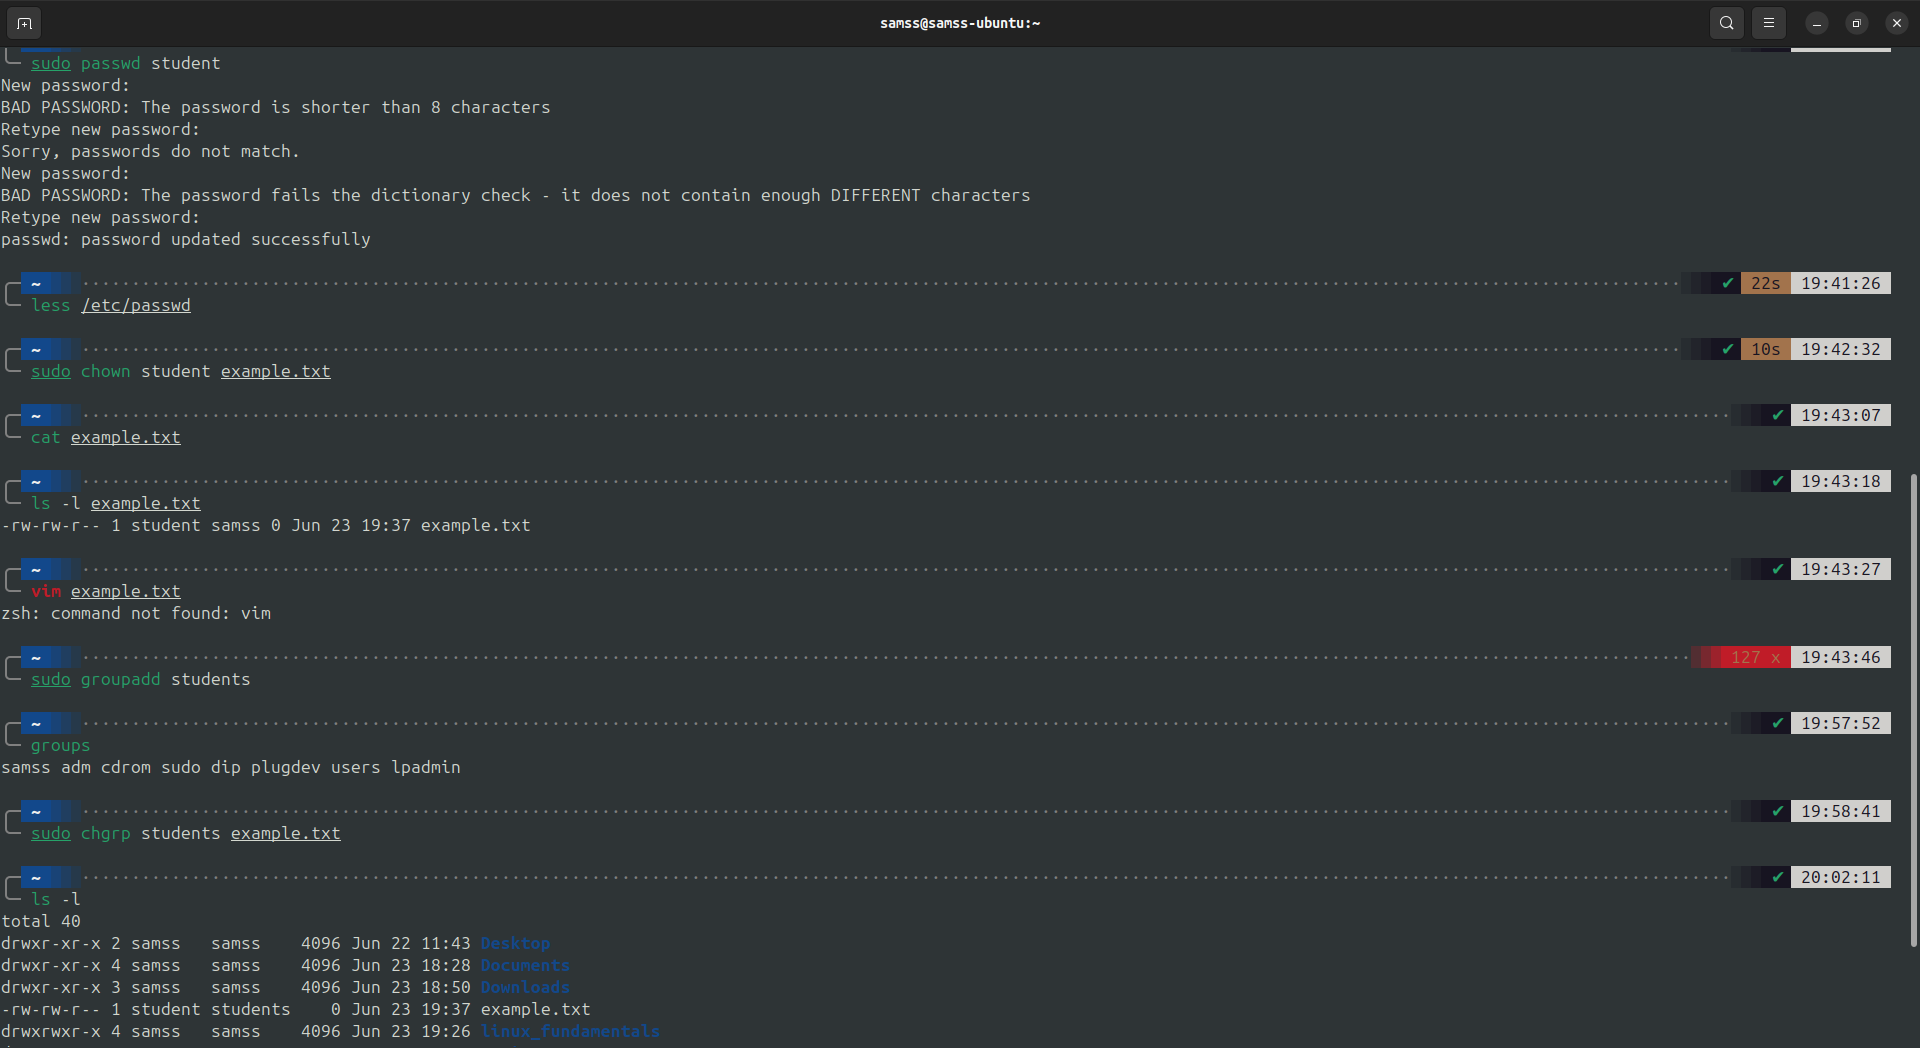 samss@samss-ubuntu:~
sudo passwd student
New password:
BAD PASSWORD: The password is shorter than 8 characters
Retype new password:
Sorry, passwords do not match.
New password:
BAD PASSWORD: The password fails the dictionary check - it does not contain enough DIFFERENT characters
Retype new password:
passwd: password updated successfully
~ ✔ 22s 19:41:26
less /etc/passwd
~ ✔ 10s 19:42:32
sudo chown student example.txt
~ ✔ 19:43:07
cat example.txt
~ ✔ 19:43:18
ls -l example.txt
-rw-rw-r-- 1 student samss 0 Jun 23 19:37 example.txt
~ ✔ 19:43:27
vim example.txt
zsh: command not found: vim
~ 127 x 19:43:46
sudo groupadd students
~ ✔ 19:57:52
groups
samss adm cdrom sudo dip plugdev users lpadmin
~ ✔ 19:58:41
sudo chgrp students example.txt
~ ✔ 20:02:11
ls -l
total 40
drwxr-xr-x 2 samss   samss    4096 Jun 22 11:43 Desktop
drwxr-xr-x 4 samss   samss    4096 Jun 23 18:28 Documents
drwxr-xr-x 3 samss   samss    4096 Jun 23 18:50 Downloads
-rw-rw-r-- 1 student students    0 Jun 23 19:37 example.txt
drwxrwxr-x 4 samss   samss    4096 Jun 23 19:26 linux_fundamentals